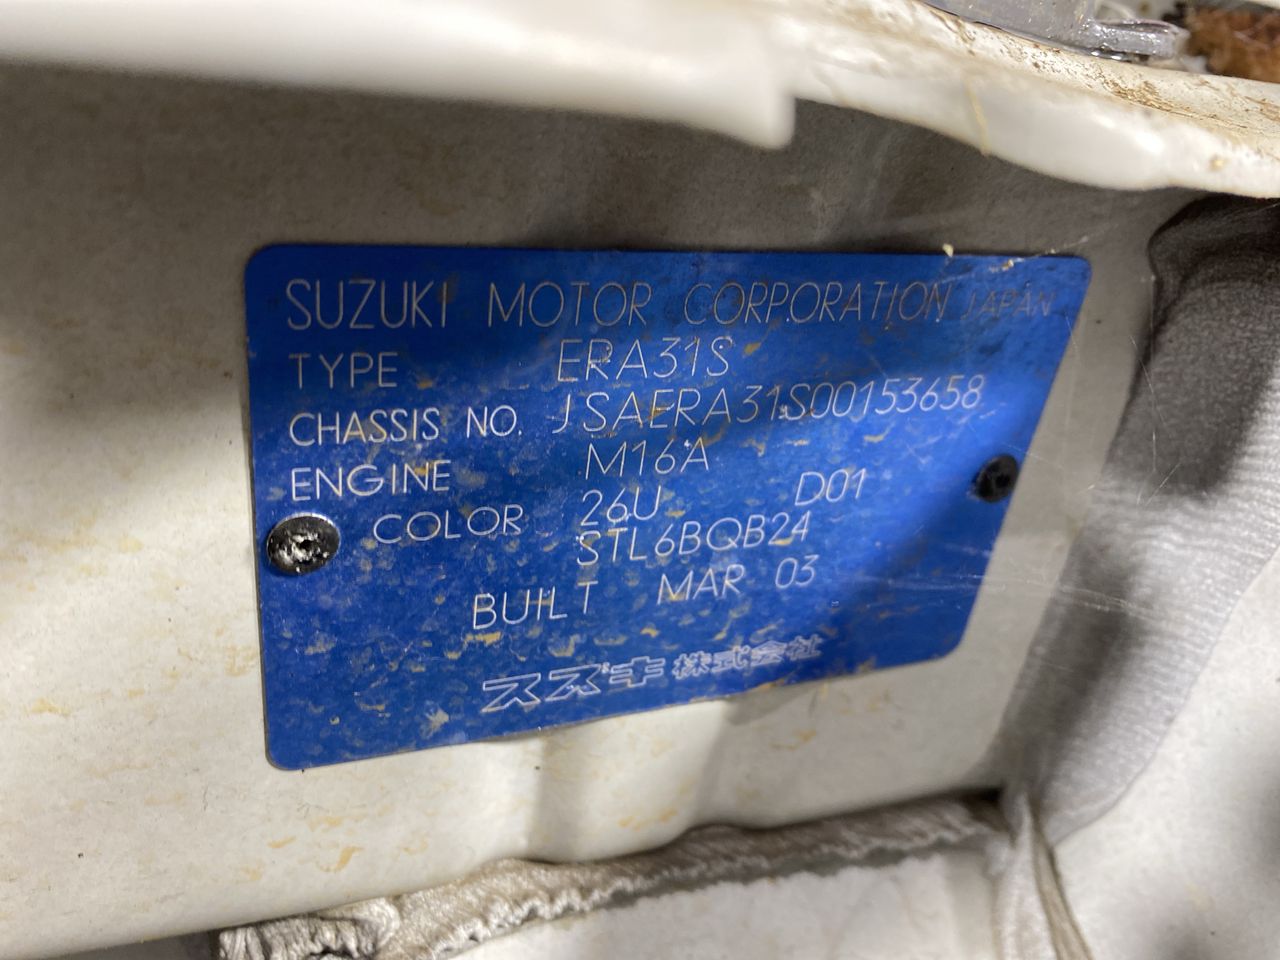 SUZUKI MOTOR CORPORATION JAPAN
TYPE ERA31S
CHASSIS NO. JSAERA31S00153658
ENGINE M16A
COLOR 26U D01
STL6BQB24
BUILT MAR 03
スズキ株式会社